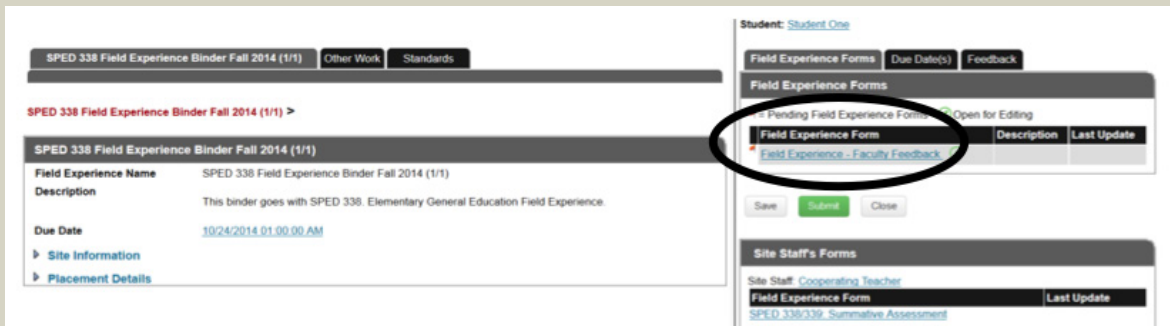 SPED 338 Field Experience Binder Fall 2014 (1/1) Other Work Standards
SPED 338 Field Experience Binder Fall 2014 (1/1) >
SPED 338 Field Experience Binder Fall 2014 (1/1)
Field Experience Name SPED 338 Field Experience Binder Fall 2014 (1/1)
Description
This binder goes with SPED 338. Elementary General Education Field Experience.
Due Date 10/24/2014 01:00:00 AM
Site Information
Placement Details
Student: Student One
Field Experience Forms Due Date(s) Feedback
Field Experience Forms
= Pending Field Experience Forms Open for Editing
Field Experience Form Description Last Update
Field Experience - Faculty Feedback
Save Submit Close
Site Staff's Forms
Site Staff: Cooperating Teacher
Field Experience Form Last Update
SPED 338/339: Summative Assessment